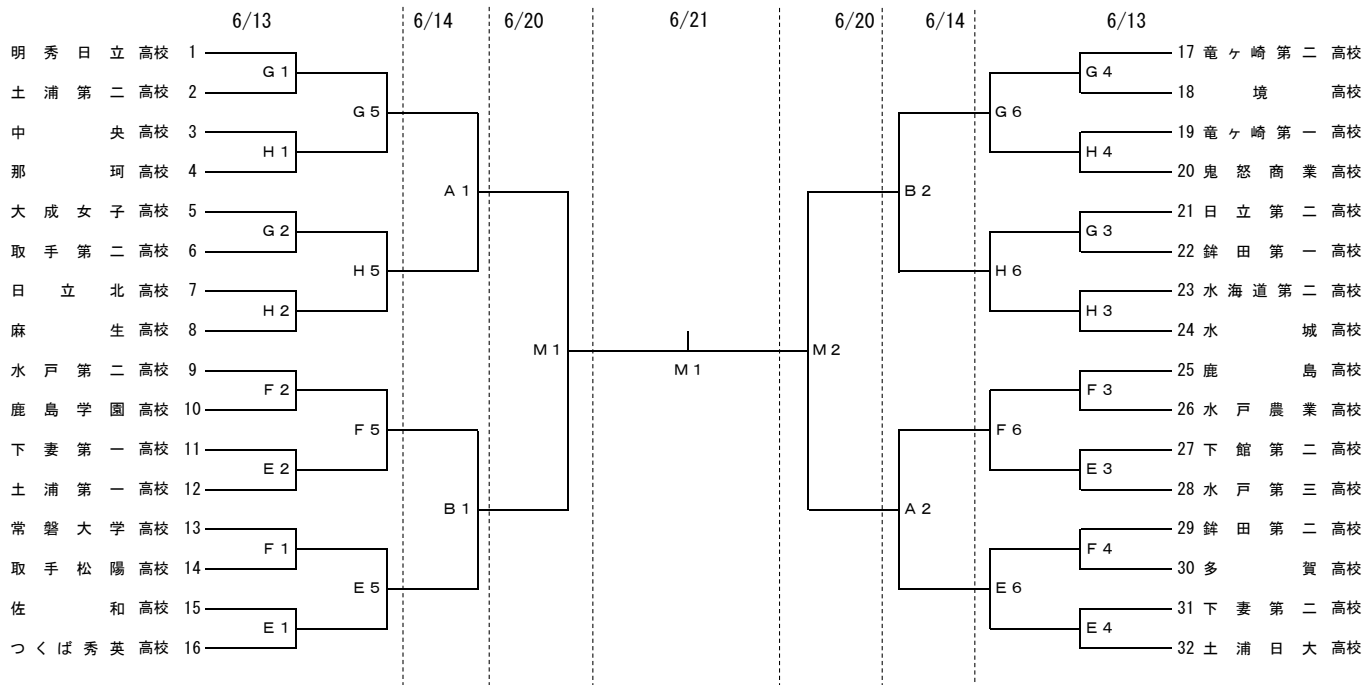 6/13 6/14 6/20 6/21 6/20 6/14 6/13
明秀日立 高校 1 17 竜ヶ崎第二 高校
G1 G4
土浦第二 高校 2 18 境 高校
G5 G6
中央 高校 3 19 竜ヶ崎第一 高校
H1 H4
那珂 高校 4 20 鬼怒商業 高校
A1 B2
大成女子 高校 5 21 日立第二 高校
G2 G3
取手第二 高校 6 22 鉾田第一 高校
H5 H6
日立北 高校 7 23 水海道第二 高校
H2 H3
麻生 高校 8 24 水城 高校
M1 M2
M1
水戸第二 高校 9 25 鹿島 高校
F2 F3
鹿島学園 高校 10 26 水戸農業 高校
F5 F6
下妻第一 高校 11 27 下館第二 高校
E2 E3
土浦第一 高校 12 28 水戸第三 高校
B1 A2
常磐大学 高校 13 29 鉾田第二 高校
F1 F4
取手松陽 高校 14 30 多賀 高校
E5 E6
佐和 高校 15 31 下妻第二 高校
E1 E4
つくば秀英 高校 16 32 土浦日大 高校